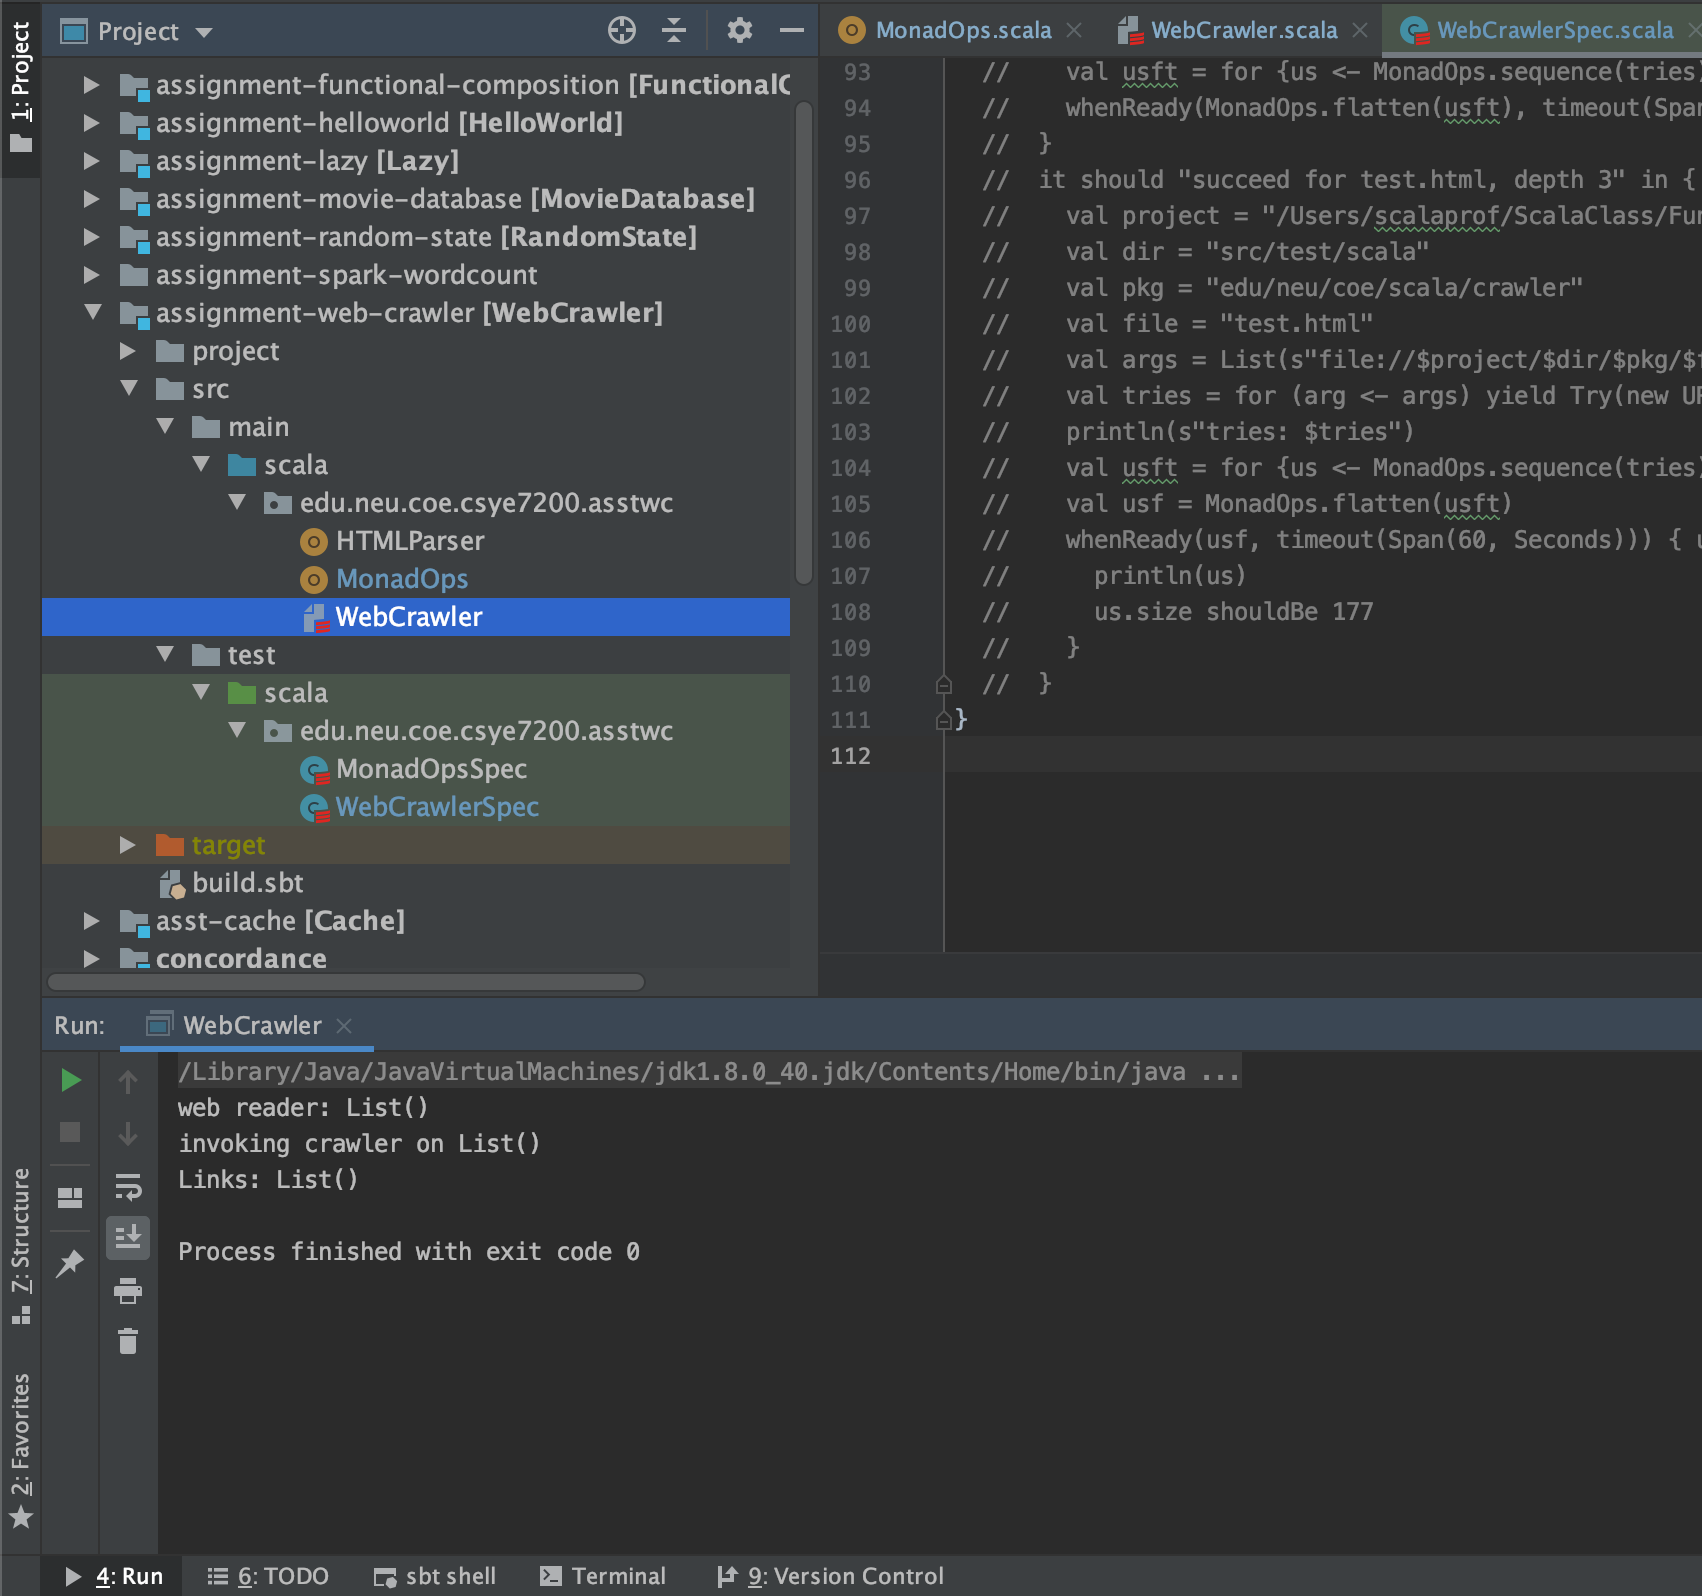 1: Project
Project
assignment-functional-composition [FunctionalC
assignment-helloworld [HelloWorld]
assignment-lazy [Lazy]
assignment-movie-database [MovieDatabase]
assignment-random-state [RandomState]
assignment-spark-wordcount
assignment-web-crawler [WebCrawler]
project
src
main
scala
edu.neu.coe.csye7200.asstwc
HTMLParser
MonadOps
WebCrawler
test
scala
edu.neu.coe.csye7200.asstwc
MonadOpsSpec
WebCrawlerSpec
target
build.sbt
asst-cache [Cache]
concordance
MonadOps.scala
WebCrawler.scala
WebCrawlerSpec.scala
93 // val usft = for {us <- MonadOps.sequence(tries)
94 // whenReady(MonadOps.flatten(usft), timeout(Span
95 // }
96 // it should "succeed for test.html, depth 3" in {
97 // val project = "/Users/scalaprof/ScalaClass/Fun
98 // val dir = "src/test/scala"
99 // val pkg = "edu/neu/coe/scala/crawler"
100 // val file = "test.html"
101 // val args = List(s"file://$project/$dir/$pkg/$f
102 // val tries = for (arg <- args) yield Try(new UR
103 // println(s"tries: $tries")
104 // val usft = for {us <- MonadOps.sequence(tries)
105 // val usf = MonadOps.flatten(usft)
106 // whenReady(usf, timeout(Span(60, Seconds))) { u
107 // println(us)
108 // us.size shouldBe 177
109 // }
110 // }
111 }
112
Run: WebCrawler
/Library/Java/JavaVirtualMachines/jdk1.8.0_40.jdk/Contents/Home/bin/java ...
web reader: List()
invoking crawler on List()
Links: List()
Process finished with exit code 0
7: Structure
2: Favorites
4: Run
6: TODO
sbt shell
Terminal
9: Version Control